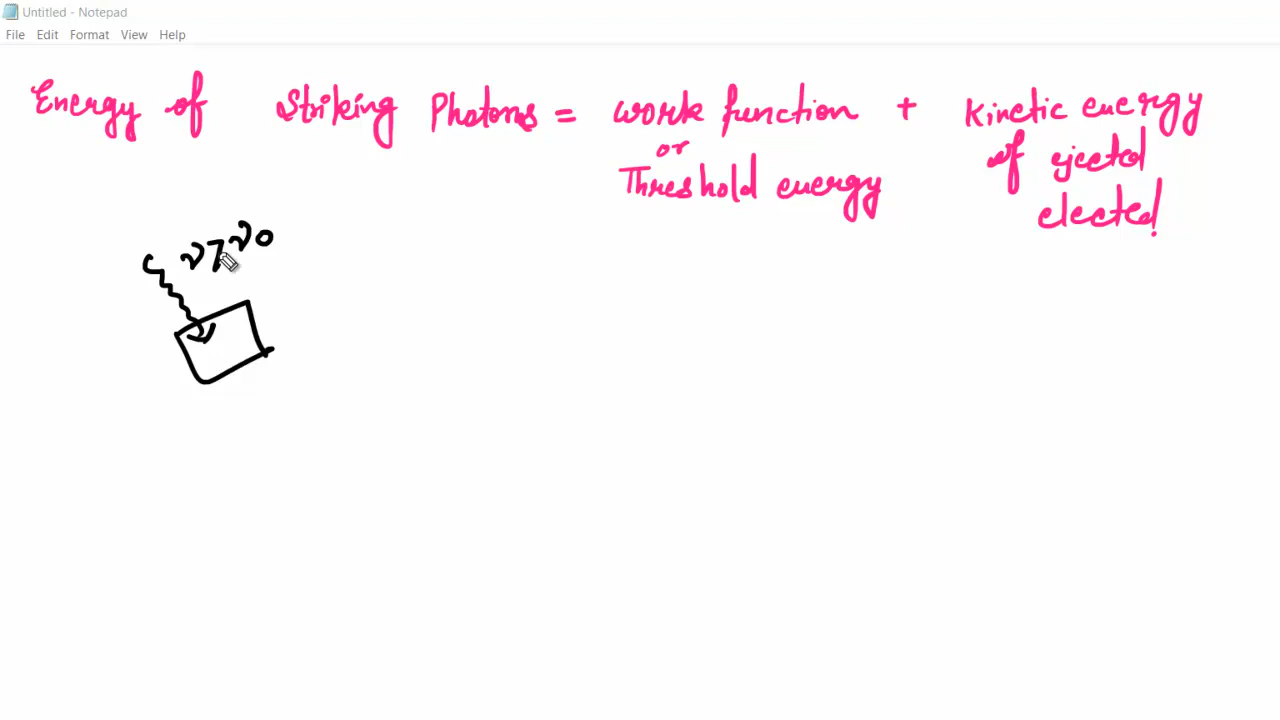 Untitled - Notepad
File Edit Format View Help
Energy of Striking Photons = work function + Kinetic energy
or
of ejected
Threshold energy
elected!
ν > ν0